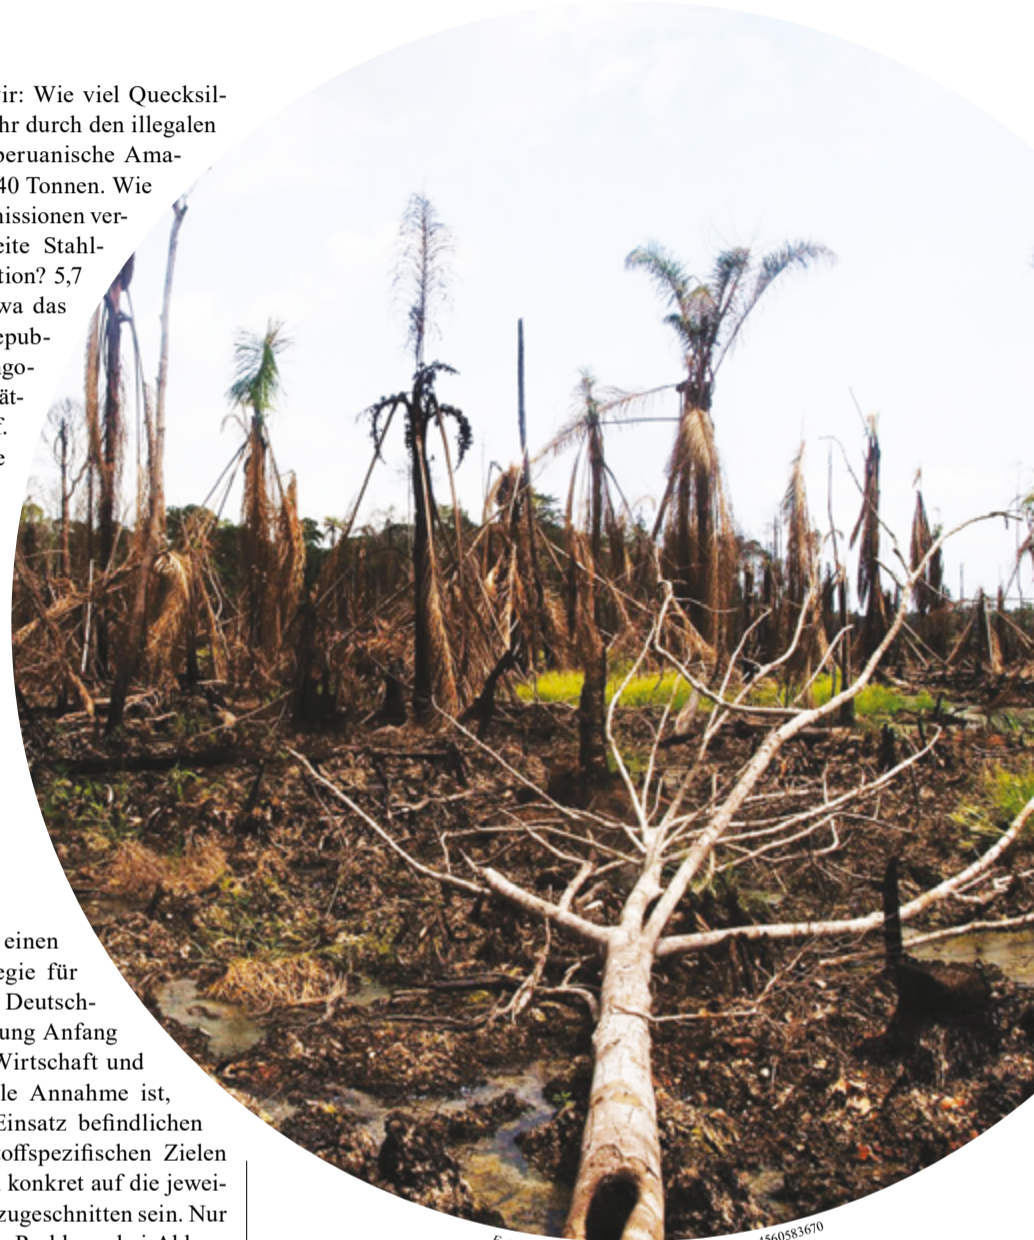 ir: Wie viel Quecksil-
hr durch den illegalen
peruanische Ama-
40 Tonnen. Wie
issionen ver-
eite Stahl-
tion? 5,7
wa das
epub-
go-
ät-
f.
e
einen
egie für
Deutsch-
ung Anfang
Wirtschaft und
le Annahme ist,
Einsatz befindlichen
toffspezifischen Zielen
konkret auf die jewei-
zugeschnitten sein. Nur
4560583670